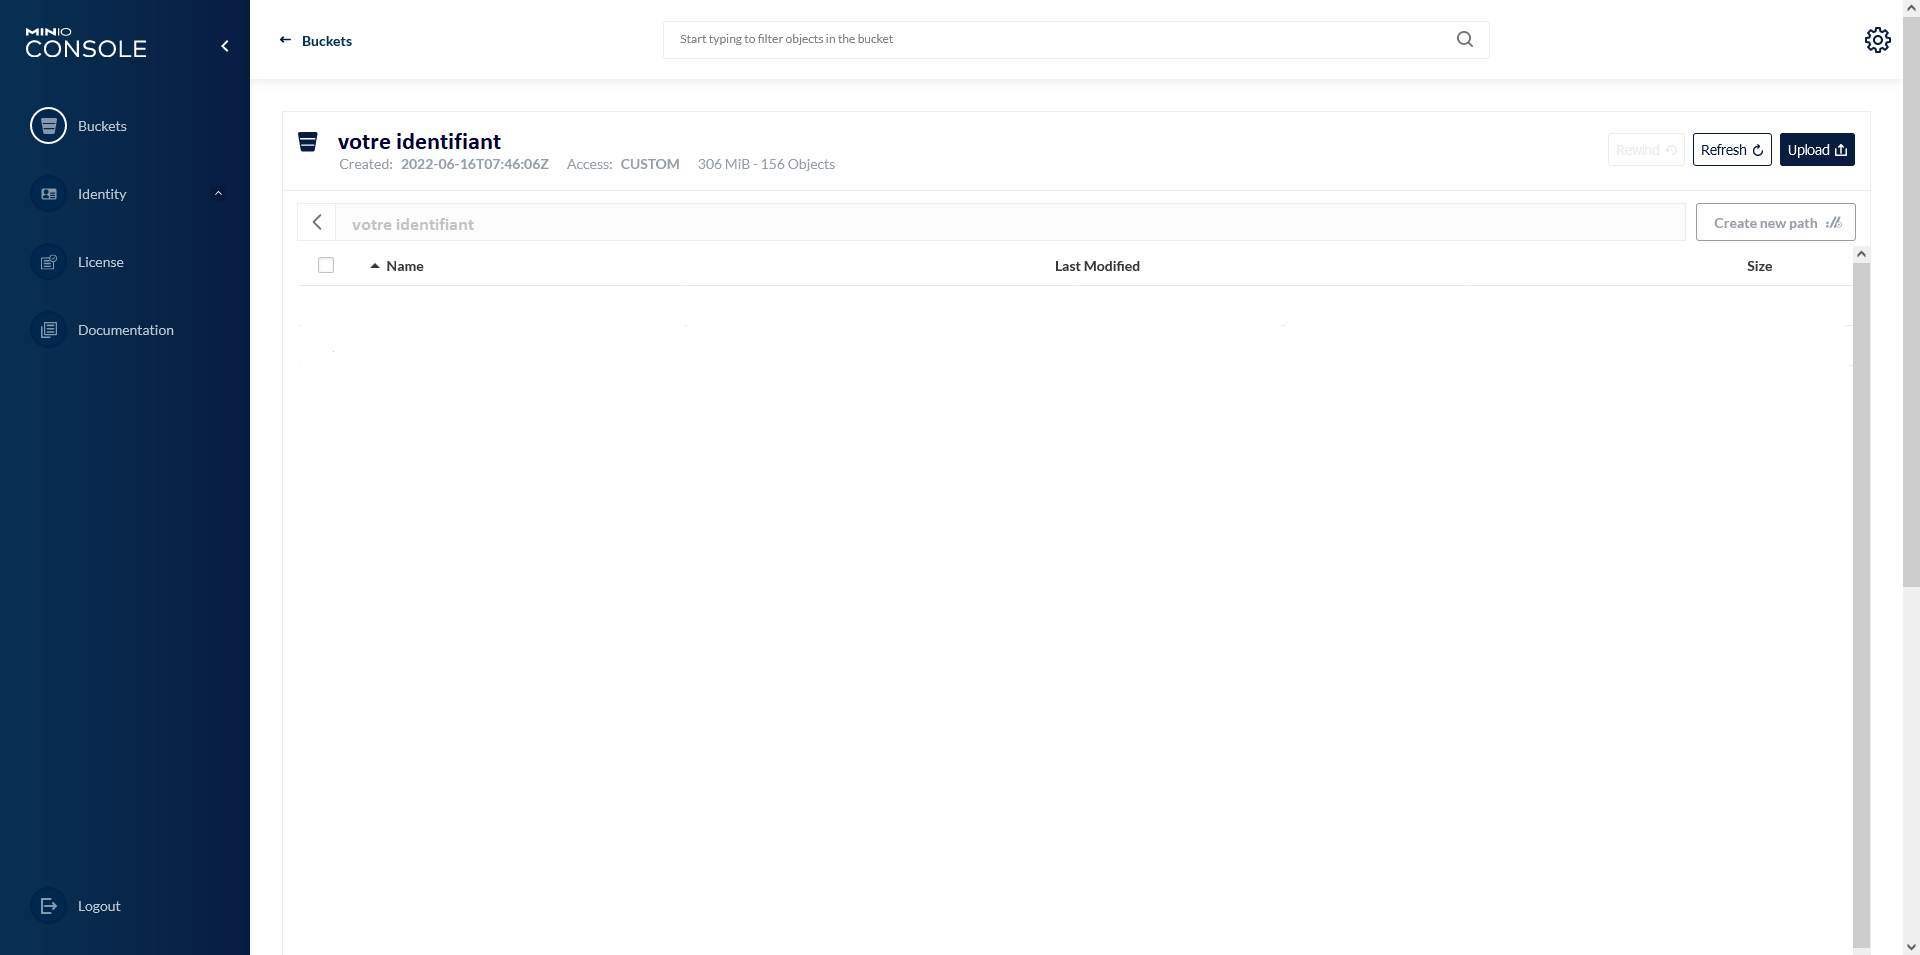 MINIO
CONSOLE
Buckets
Identity
License
Documentation
Logout
Buckets
Start typing to filter objects in the bucket
votre identifiant
Created: 2022-06-16T07:46:06Z Access: CUSTOM 306 MiB - 156 Objects
Rewind
Refresh
Upload
votre identifiant
Create new path
Name Last Modified Size